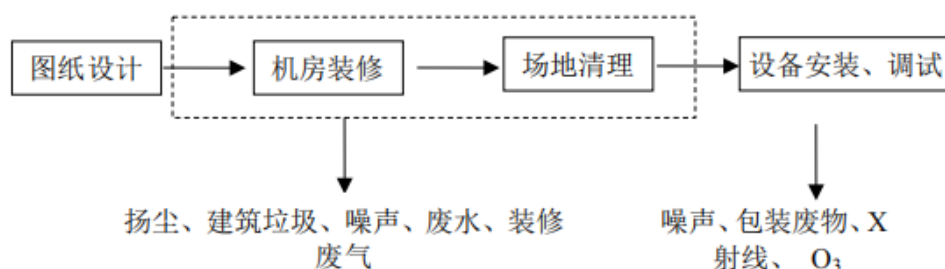 图纸设计
机房装修
场地清理
设备安装、调试
扬尘、建筑垃圾、噪声、废水、装修
废气
噪声、包装废物、X
射线、 O₃